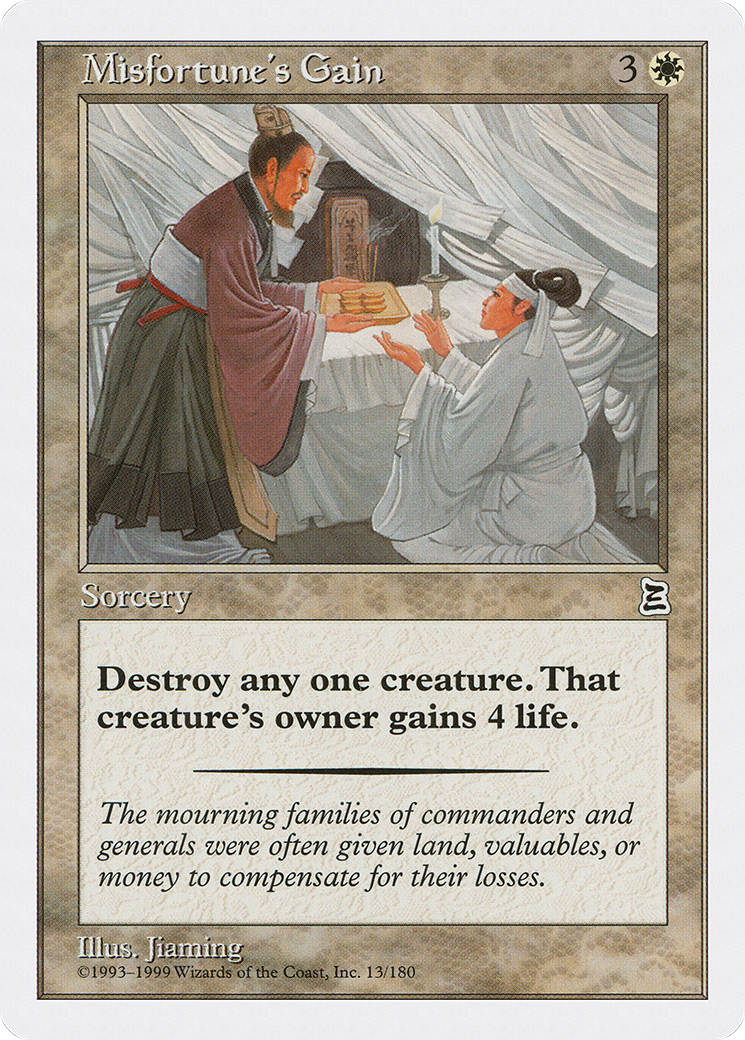 Misfortune's Gain 3
Sorcery
Destroy any one creature. That
creature's owner gains 4 life.
The mourning families of commanders and
generals were often given land, valuables, or
money to compensate for their losses.
Illus. Jiaming
©1993–1999 Wizards of the Coast, Inc. 13/180